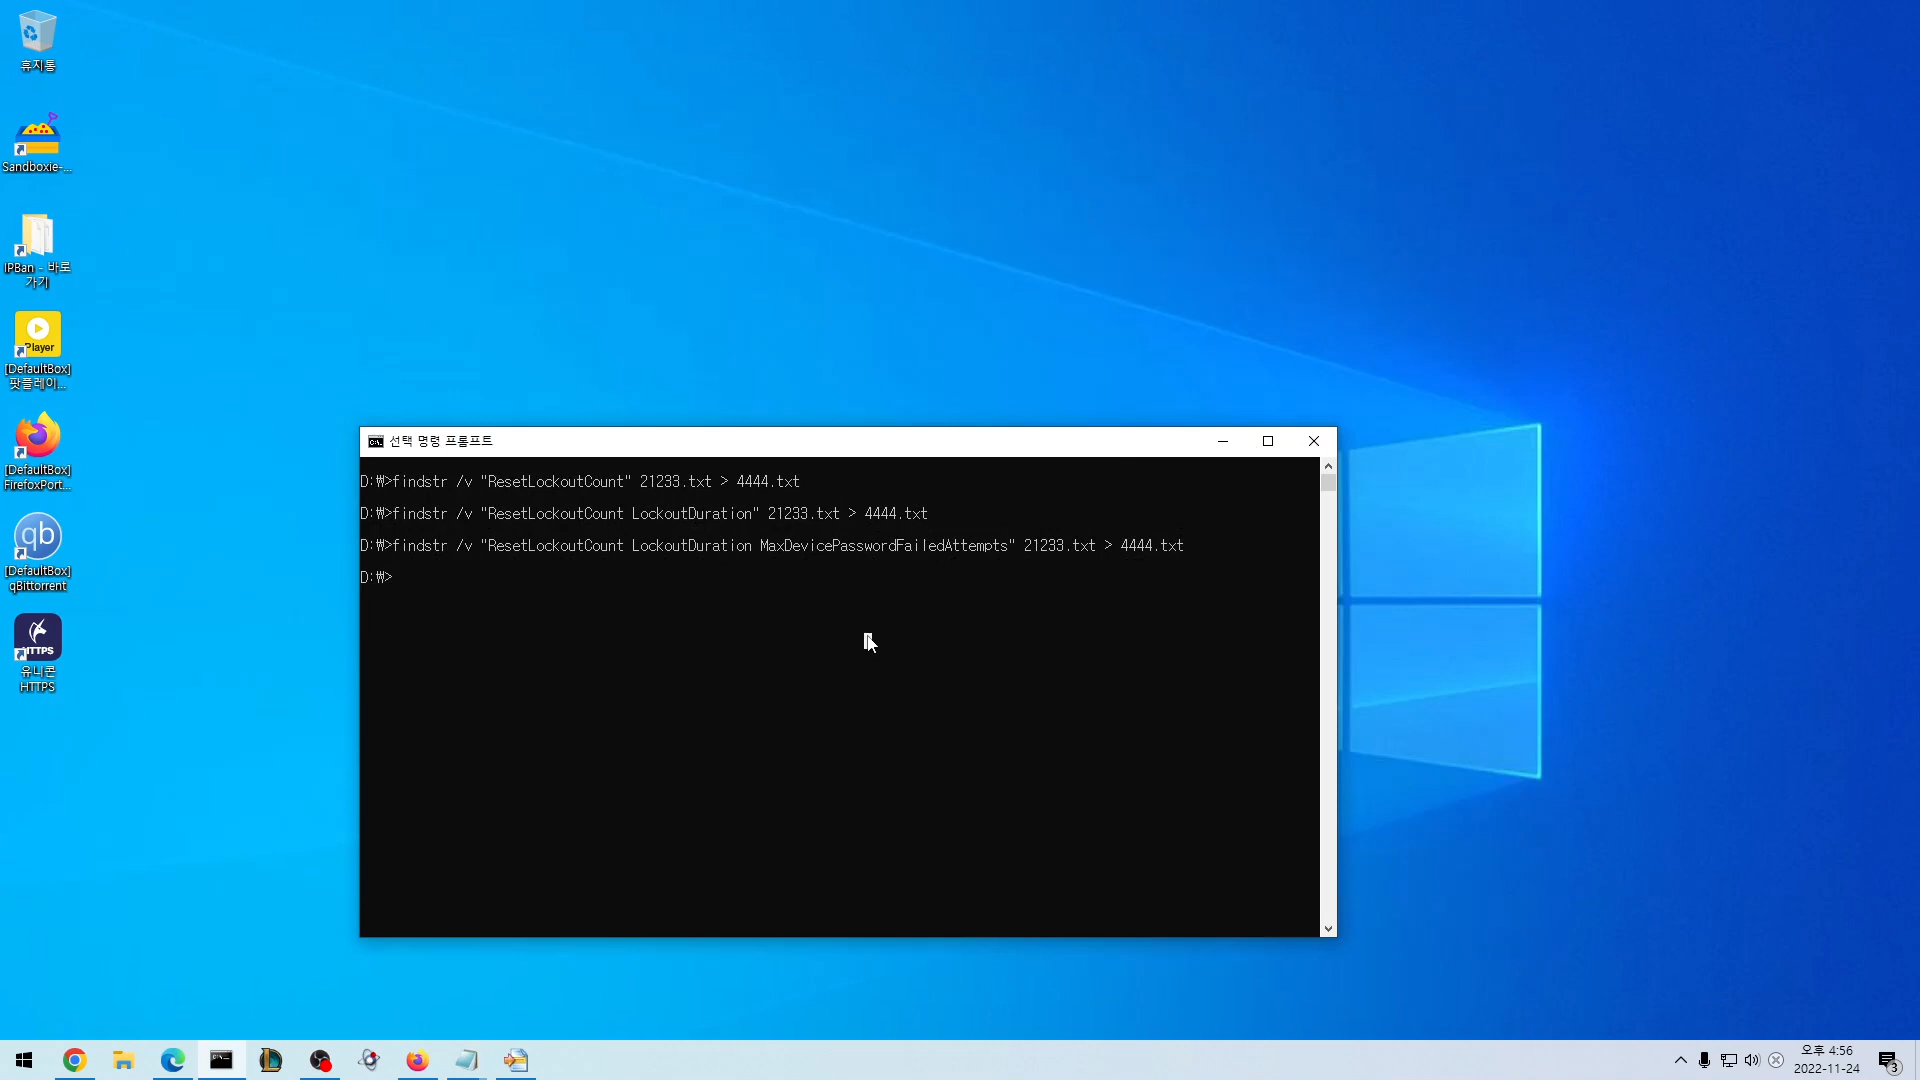 휴지통
Sandboxie-...
IPBan - 바로
가기
Player
[DefaultBox]
팟플레이...
[DefaultBox]
FirefoxPort...
qb
[DefaultBox]
qBittorrent
HTTPS
유니콘
HTTPS
선택 명령 프롬프트
D:₩>findstr /v "ResetLockoutCount" 21233.txt > 4444.txt
D:₩>findstr /v "ResetLockoutCount LockoutDuration" 21233.txt > 4444.txt
D:₩>findstr /v "ResetLockoutCount LockoutDuration MaxDevicePasswordFailedAttempts" 21233.txt > 4444.txt
D:₩>
오후 4:56
2022-11-24
3